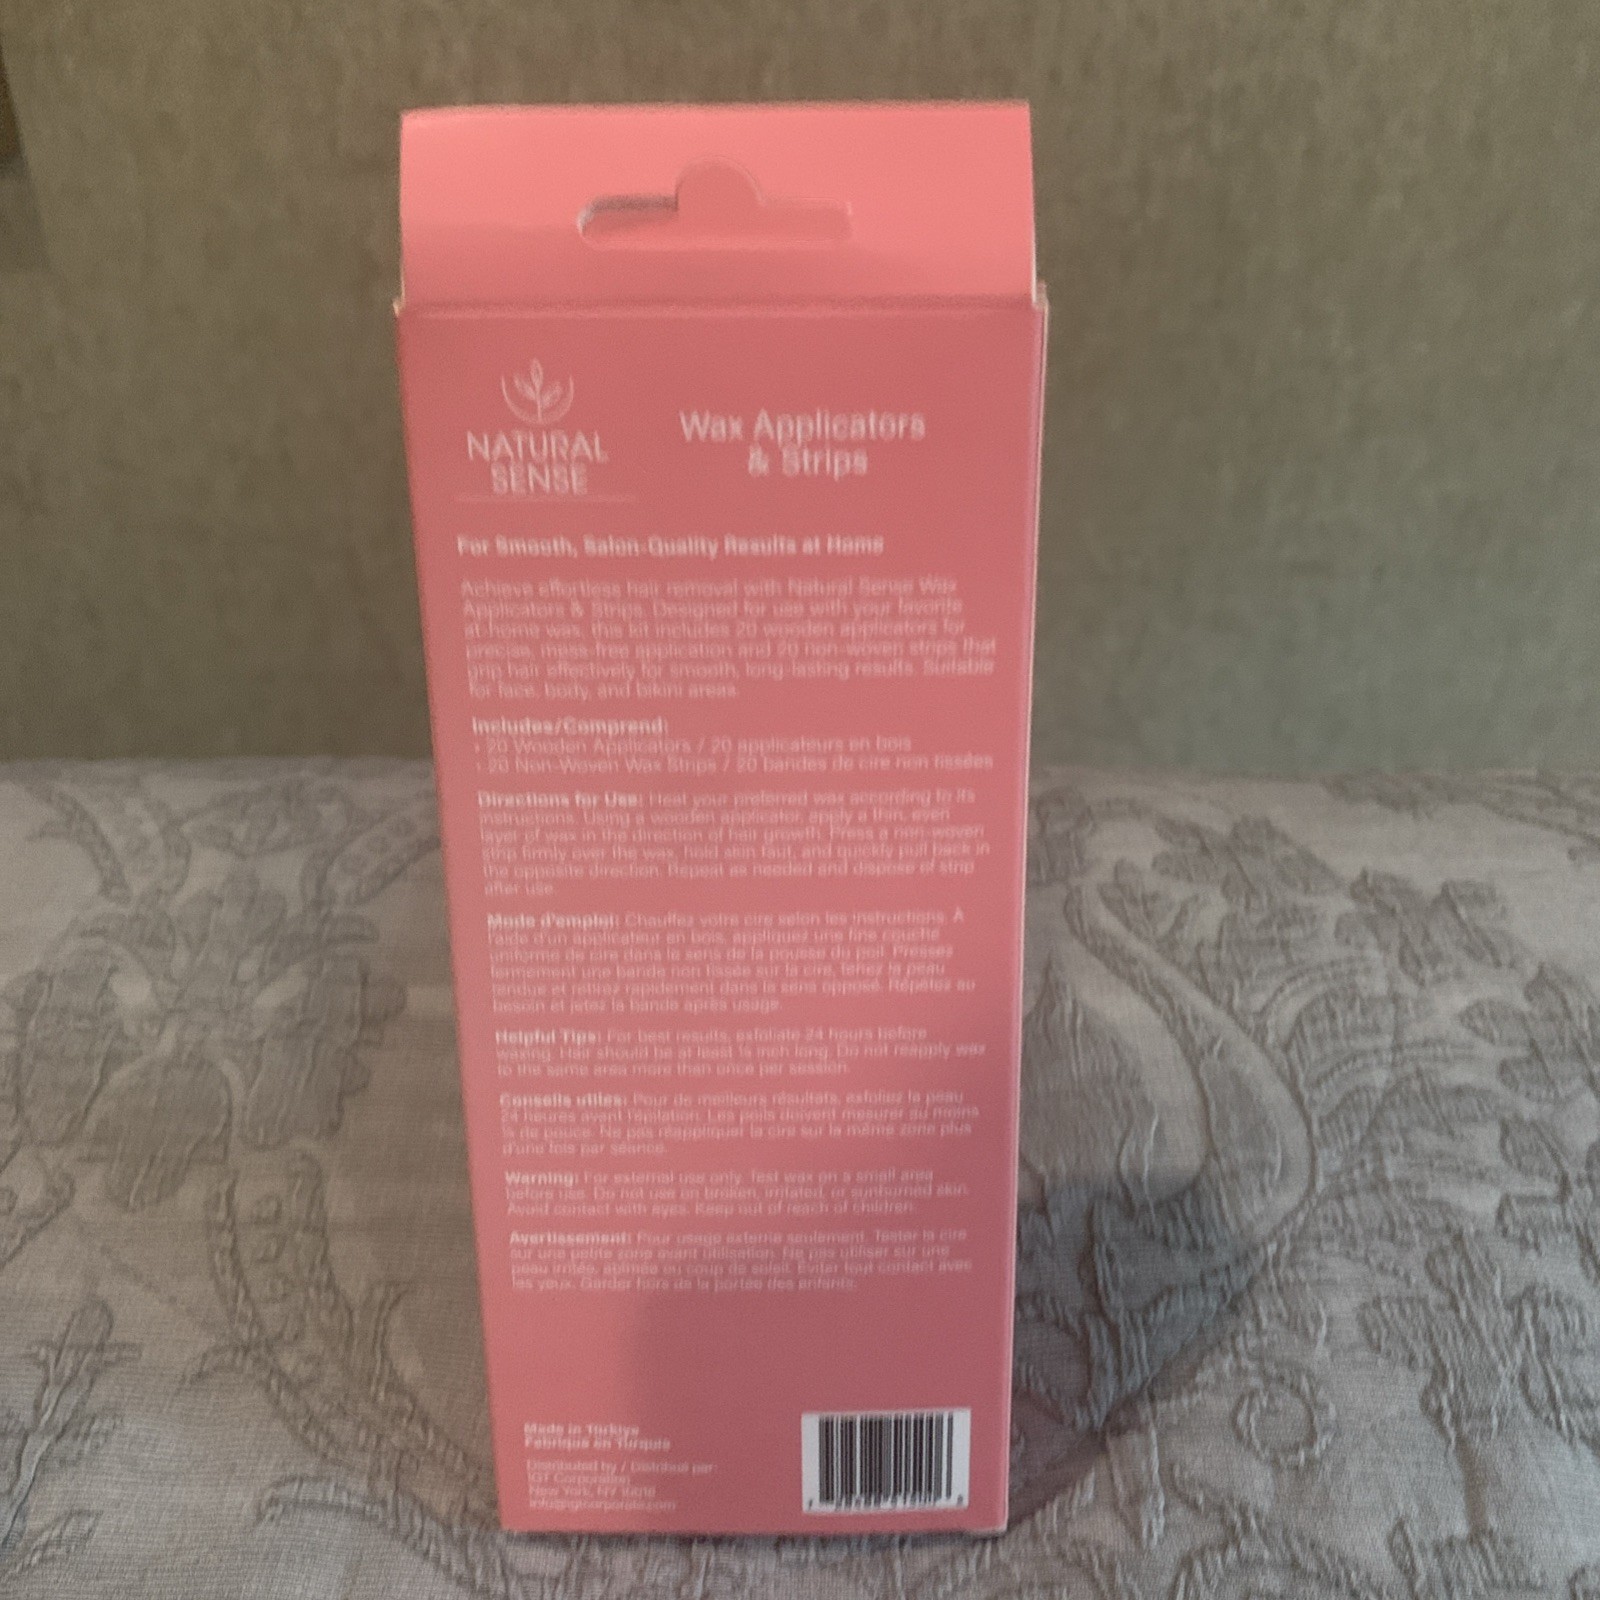 NATURAL
SENSE
Wax Applicators
& Strips
For Smooth, Salon-Quality Results at Home
Achieve effortless hair removal with Natural Sense Wax
Applicators & Strips. Designed for use with your favorite
at-home wax, this kit includes 20 wooden applicators for
precise, mess-free application and 20 non-woven strips that
grip hair effectively for smooth, long-lasting results. Suitable
for face, body, and bikini areas.
Includes/Comprend:
• 20 Wooden Applicators / 20 applicateurs en bois
• 20 Non-Woven Wax Strips / 20 bandes de cire non tissées
Directions for Use: Heat your preferred wax according to its
instructions. Using a wooden applicator, apply a thin, even
layer of wax in the direction of hair growth. Press a non-woven
strip firmly over the wax, hold skin taut, and quickly pull back in
the opposite direction. Repeat as needed and dispose of strip
after use.
Mode d'emploi: Chauffez votre cire selon les instructions. À
l'aide d'un applicateur en bois, appliquez une fine couche
uniforme de cire dans le sens de la pousse du poil. Pressez
fermement une bande non tissée sur la cire, tenez la peau
tendue et retirez rapidement dans le sens opposé. Répétez au
besoin et jetez la bande après usage.
Helpful Tips: For best results, exfoliate 24 hours before
waxing. Hair should be at least ¼ inch long. Do not reapply wax
to the same area more than once per session.
Conseils utiles: Pour de meilleurs résultats, exfoliez la peau
24 heures avant l'épilation. Les poils doivent mesurer au moins
¼ de pouce. Ne pas réappliquer la cire sur la même zone plus
d'une fois par séance.
Warning: For external use only. Test wax on a small area
before use. Do not use on broken, irritated, or sunburned skin.
Avoid contact with eyes. Keep out of reach of children.
Avertissement: Pour usage externe seulement. Tester la cire
sur une petite zone avant utilisation. Ne pas utiliser sur une
peau irritée, abîmée ou coup de soleil. Éviter tout contact avec
les yeux. Garder hors de la portée des enfants.
Made in Türkiye
Fabriqué en Turquie
Distributed by / Distribué par:
IGT Corporation
New York, NY